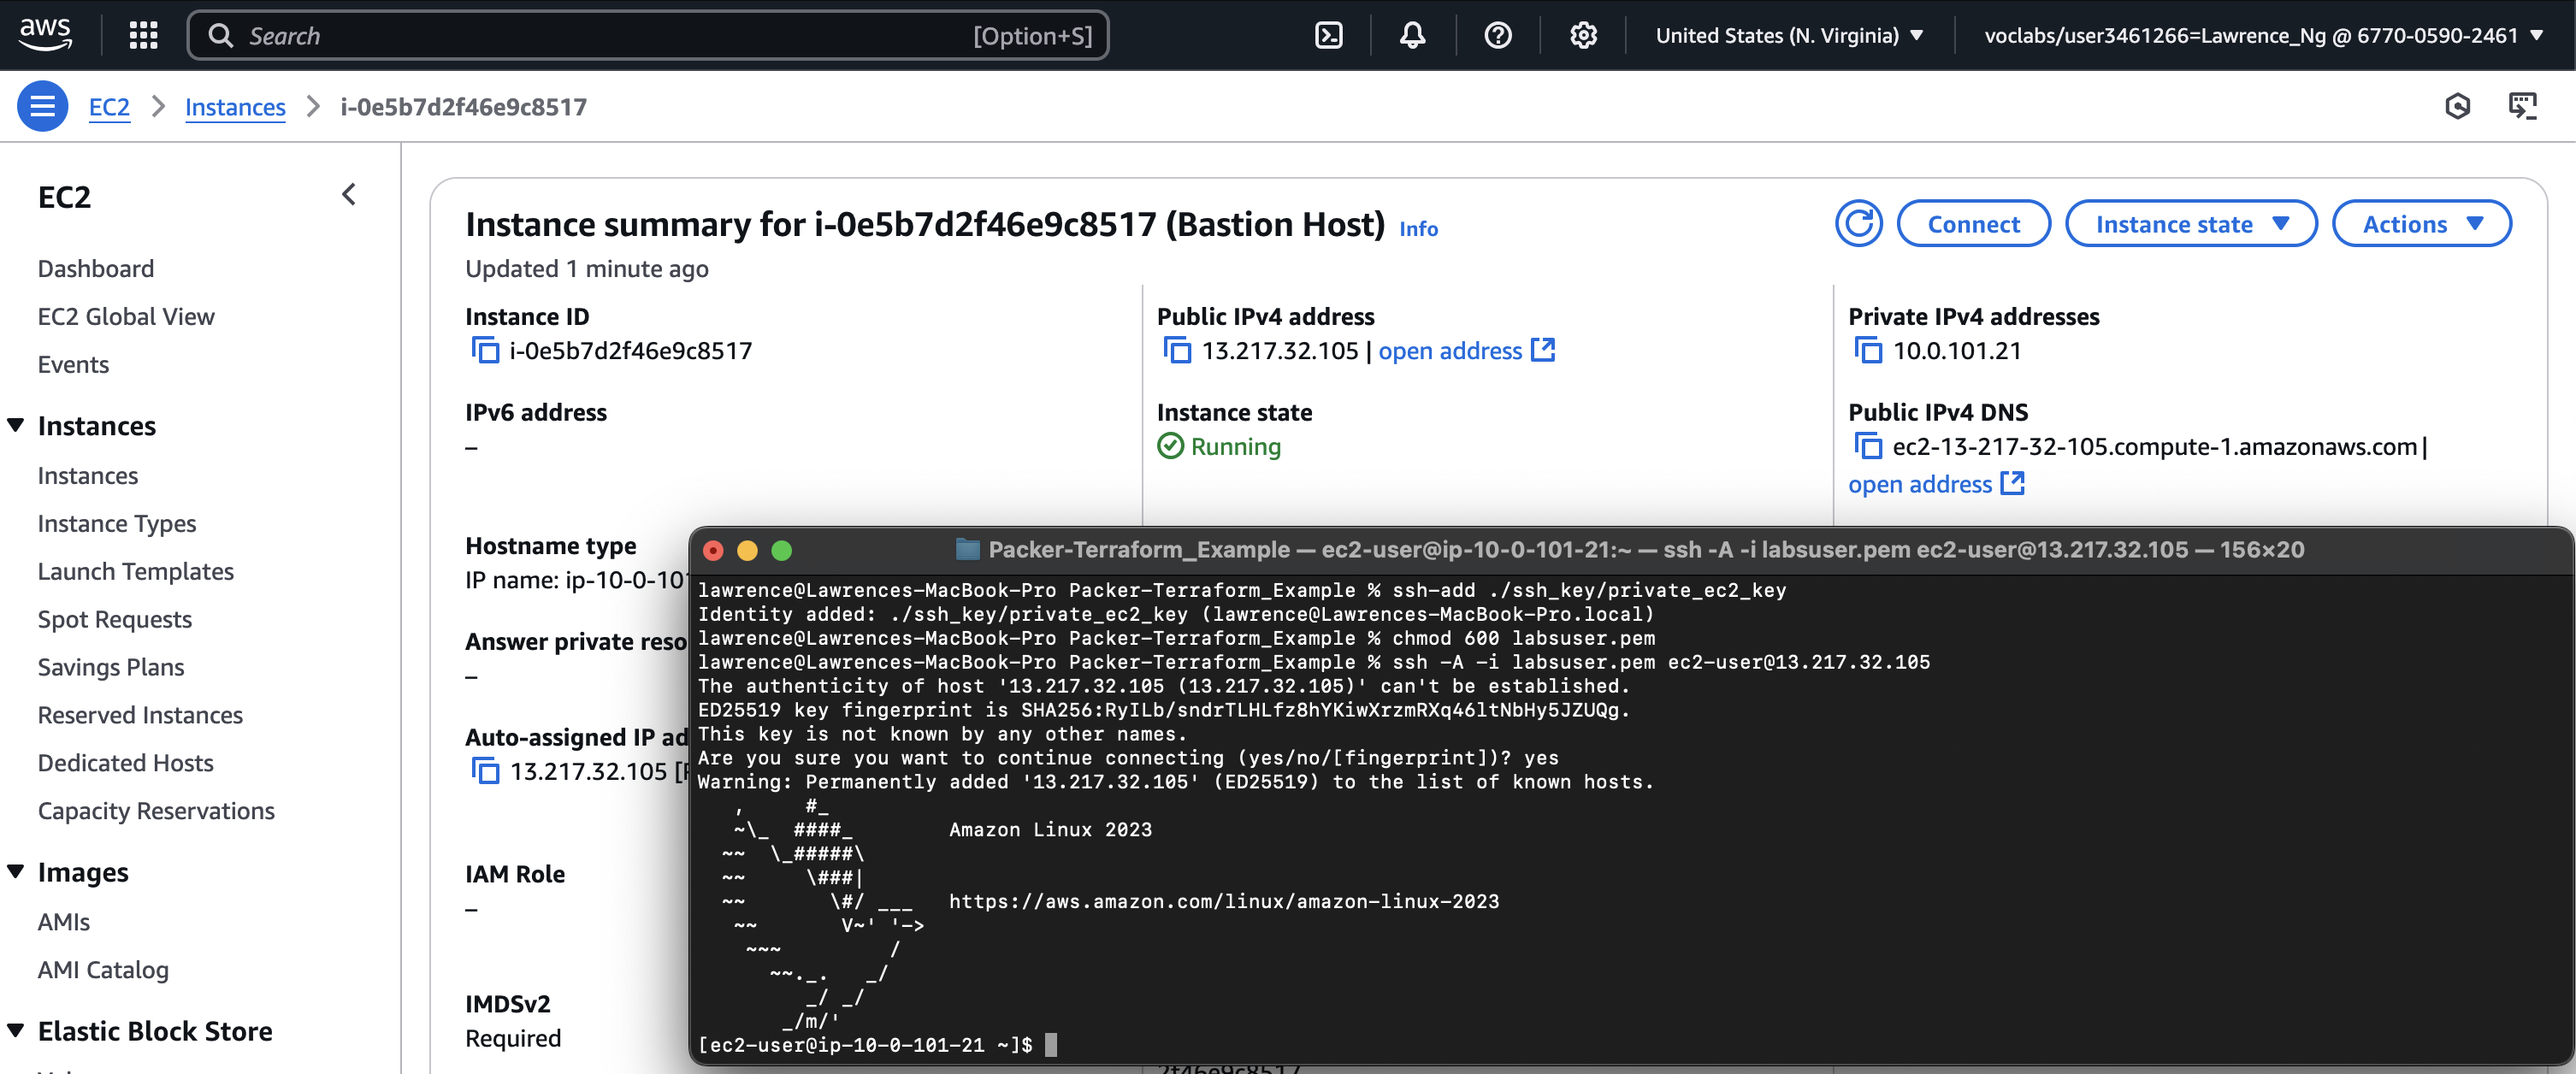 aws
Search [Option+S]
United States (N. Virginia)
voclabs/user3461266=Lawrence_Ng @ 6770-0590-2461
EC2 > Instances > i-0e5b7d2f46e9c8517
EC2
Dashboard
EC2 Global View
Events
Instances
Instances
Instance Types
Launch Templates
Spot Requests
Savings Plans
Reserved Instances
Dedicated Hosts
Capacity Reservations
Images
AMIs
AMI Catalog
Elastic Block Store
Instance summary for i-0e5b7d2f46e9c8517 (Bastion Host) Info
Updated 1 minute ago
Connect
Instance state
Actions
Instance ID
i-0e5b7d2f46e9c8517
Public IPv4 address
13.217.32.105 | open address
Private IPv4 addresses
10.0.101.21
IPv6 address
–
Instance state
Running
Public IPv4 DNS
ec2-13-217-32-105.compute-1.amazonaws.com |
open address
Hostname type
IP name: ip-10-0-10
Answer private reso
–
Auto-assigned IP ad
13.217.32.105 [
IAM Role
–
IMDSv2
Required
Packer-Terraform_Example — ec2-user@ip-10-0-101-21:~ — ssh -A -i labsuser.pem ec2-user@13.217.32.105 — 156×20
lawrence@Lawrences-MacBook-Pro Packer-Terraform_Example % ssh-add ./ssh_key/private_ec2_key
Identity added: ./ssh_key/private_ec2_key (lawrence@Lawrences-MacBook-Pro.local)
lawrence@Lawrences-MacBook-Pro Packer-Terraform_Example % chmod 600 labsuser.pem
lawrence@Lawrences-MacBook-Pro Packer-Terraform_Example % ssh -A -i labsuser.pem ec2-user@13.217.32.105
The authenticity of host '13.217.32.105 (13.217.32.105)' can't be established.
ED25519 key fingerprint is SHA256:RyILb/sndrTLHLfz8hYKiwXrzmRXq46ltNbHy5JZUQg.
This key is not known by any other names.
Are you sure you want to continue connecting (yes/no/[fingerprint])? yes
Warning: Permanently added '13.217.32.105' (ED25519) to the list of known hosts.
   ,     #_
   ~\_  ####_        Amazon Linux 2023
  ~~  \_#####\
  ~~     \###|
  ~~       \#/ ___   https://aws.amazon.com/linux/amazon-linux-2023
   ~~       V~' '->
    ~~~         /
      ~~._.   _/
         _/ _/
       _/m/'
[ec2-user@ip-10-0-101-21 ~]$